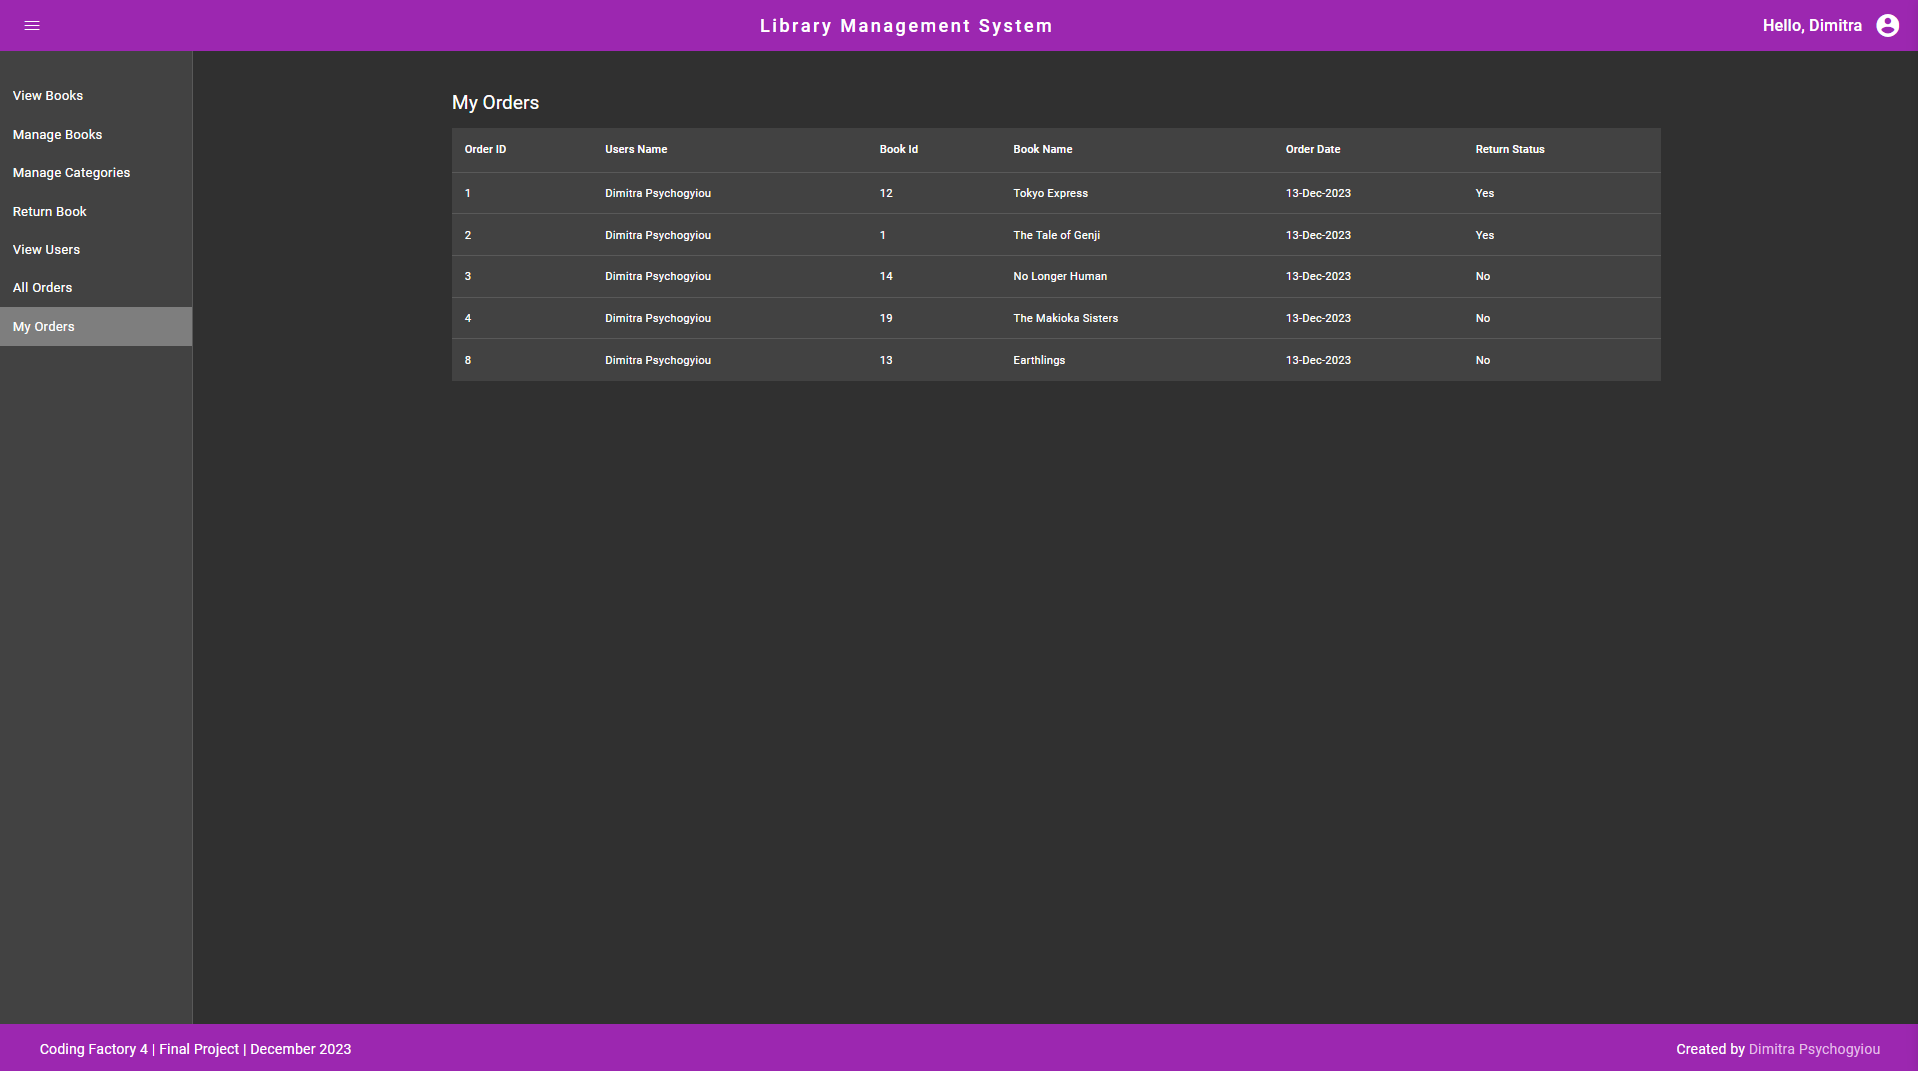 Library Management System
Hello, Dimitra
View Books
Manage Books
Manage Categories
Return Book
View Users
All Orders
My Orders
My Orders
Order ID Users Name Book Id Book Name Order Date Return Status
1 Dimitra Psychogyiou 12 Tokyo Express 13-Dec-2023 Yes
2 Dimitra Psychogyiou 1 The Tale of Genji 13-Dec-2023 Yes
3 Dimitra Psychogyiou 14 No Longer Human 13-Dec-2023 No
4 Dimitra Psychogyiou 19 The Makioka Sisters 13-Dec-2023 No
8 Dimitra Psychogyiou 13 Earthlings 13-Dec-2023 No
Coding Factory 4 | Final Project | December 2023
Created by Dimitra Psychogyiou